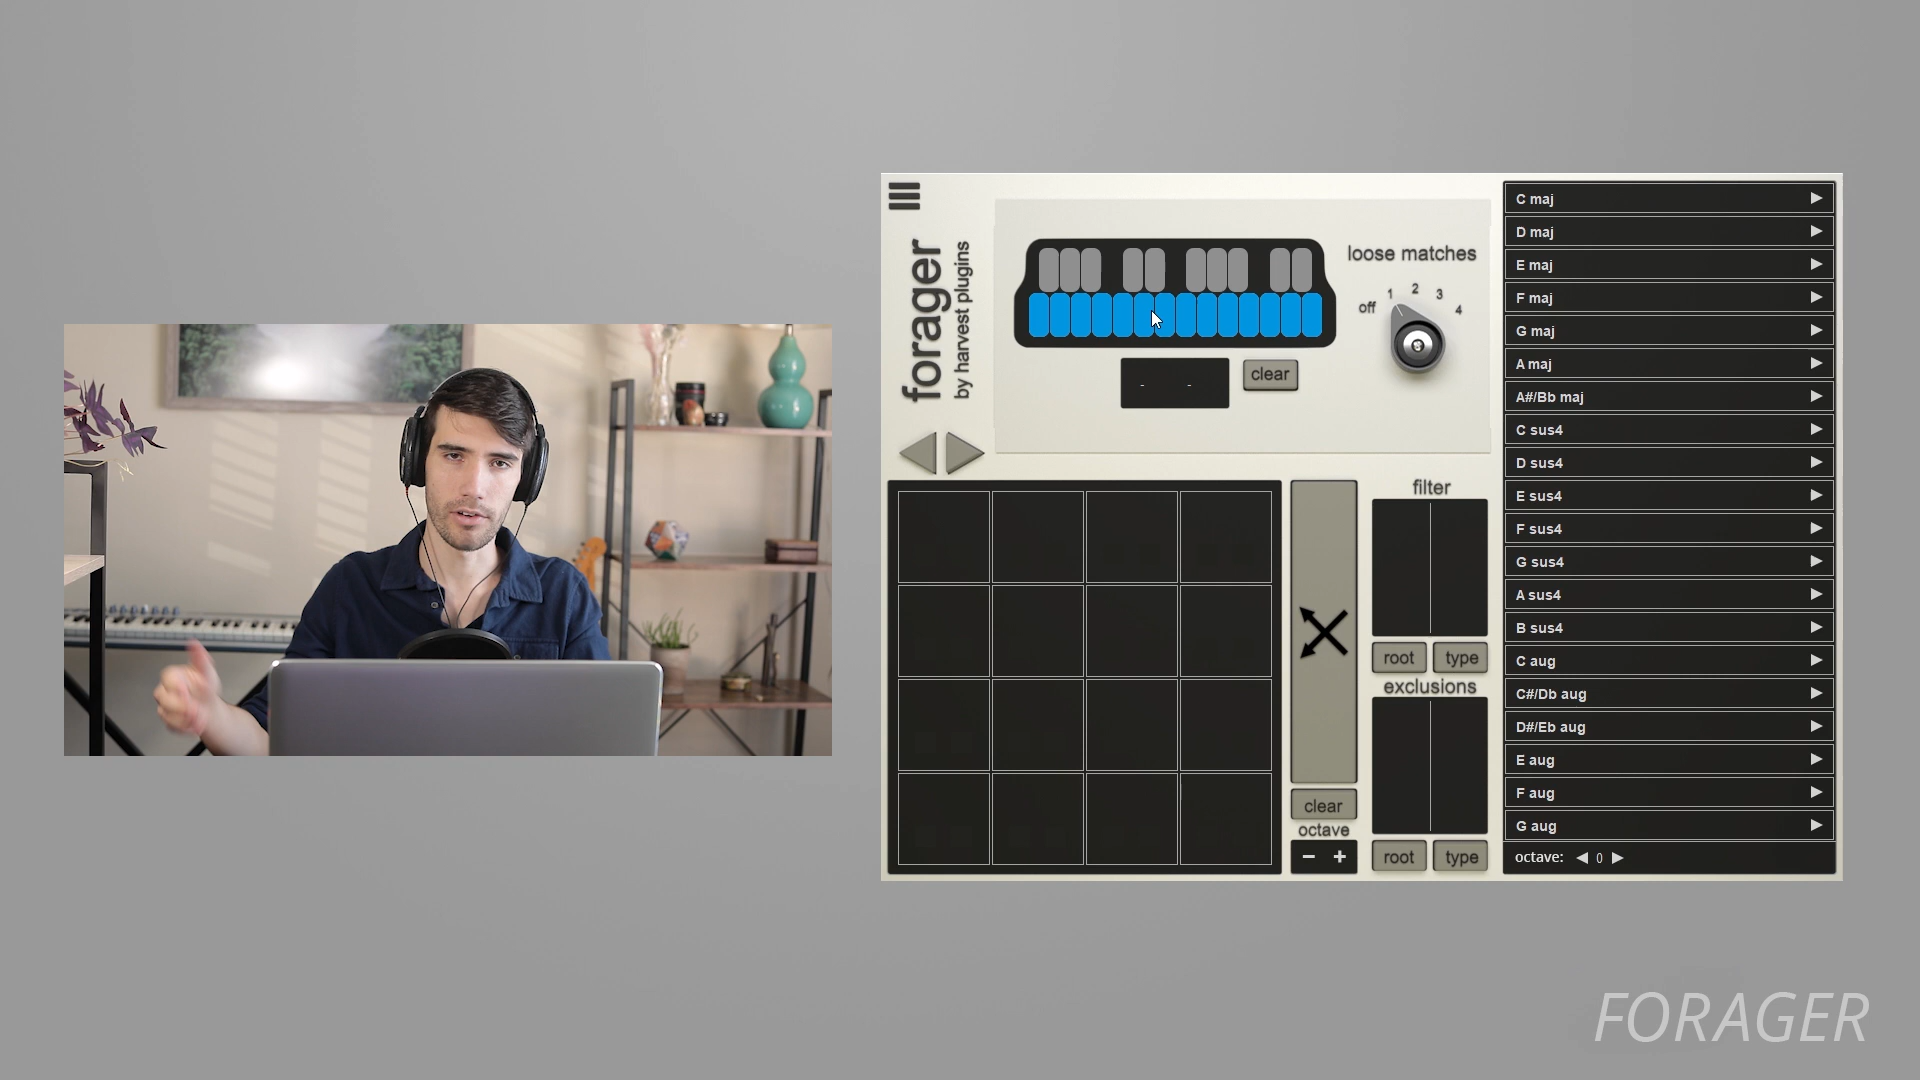 forager
by harvest plugins
loose matches
off 1 2 3 4
- -
clear
filter
root type
exclusions
root type
clear
octave
− +
C maj
D maj
E maj
F maj
G maj
A maj
A#/Bb maj
C sus4
D sus4
E sus4
F sus4
G sus4
A sus4
B sus4
C aug
C#/Db aug
D#/Eb aug
E aug
F aug
G aug
octave: 0
FORAGER